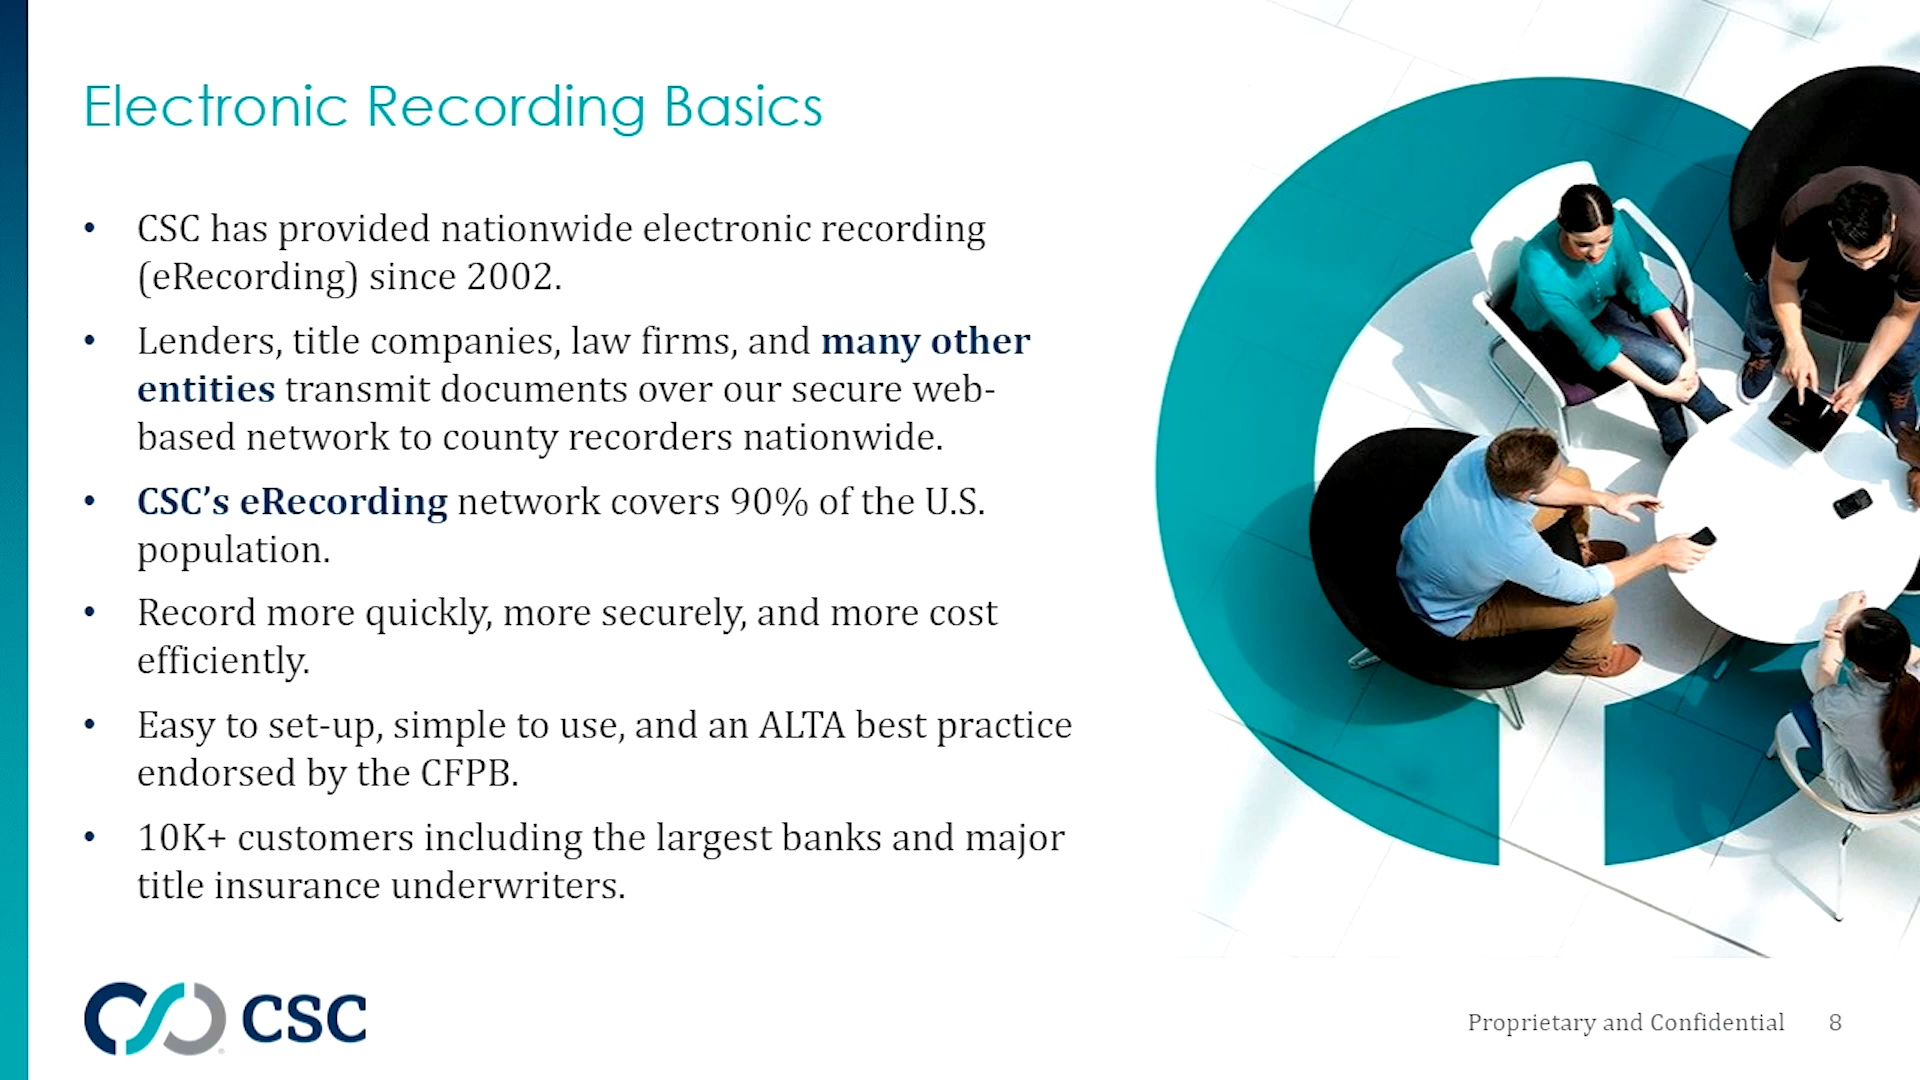 Electronic Recording Basics
• CSC has provided nationwide electronic recording
(eRecording) since 2002.
• Lenders, title companies, law firms, and many other
entities transmit documents over our secure web-
based network to county recorders nationwide.
• CSC’s eRecording network covers 90% of the U.S.
population.
• Record more quickly, more securely, and more cost
efficiently.
• Easy to set-up, simple to use, and an ALTA best practice
endorsed by the CFPB.
• 10K+ customers including the largest banks and major
title insurance underwriters.
CSC
Proprietary and Confidential 8